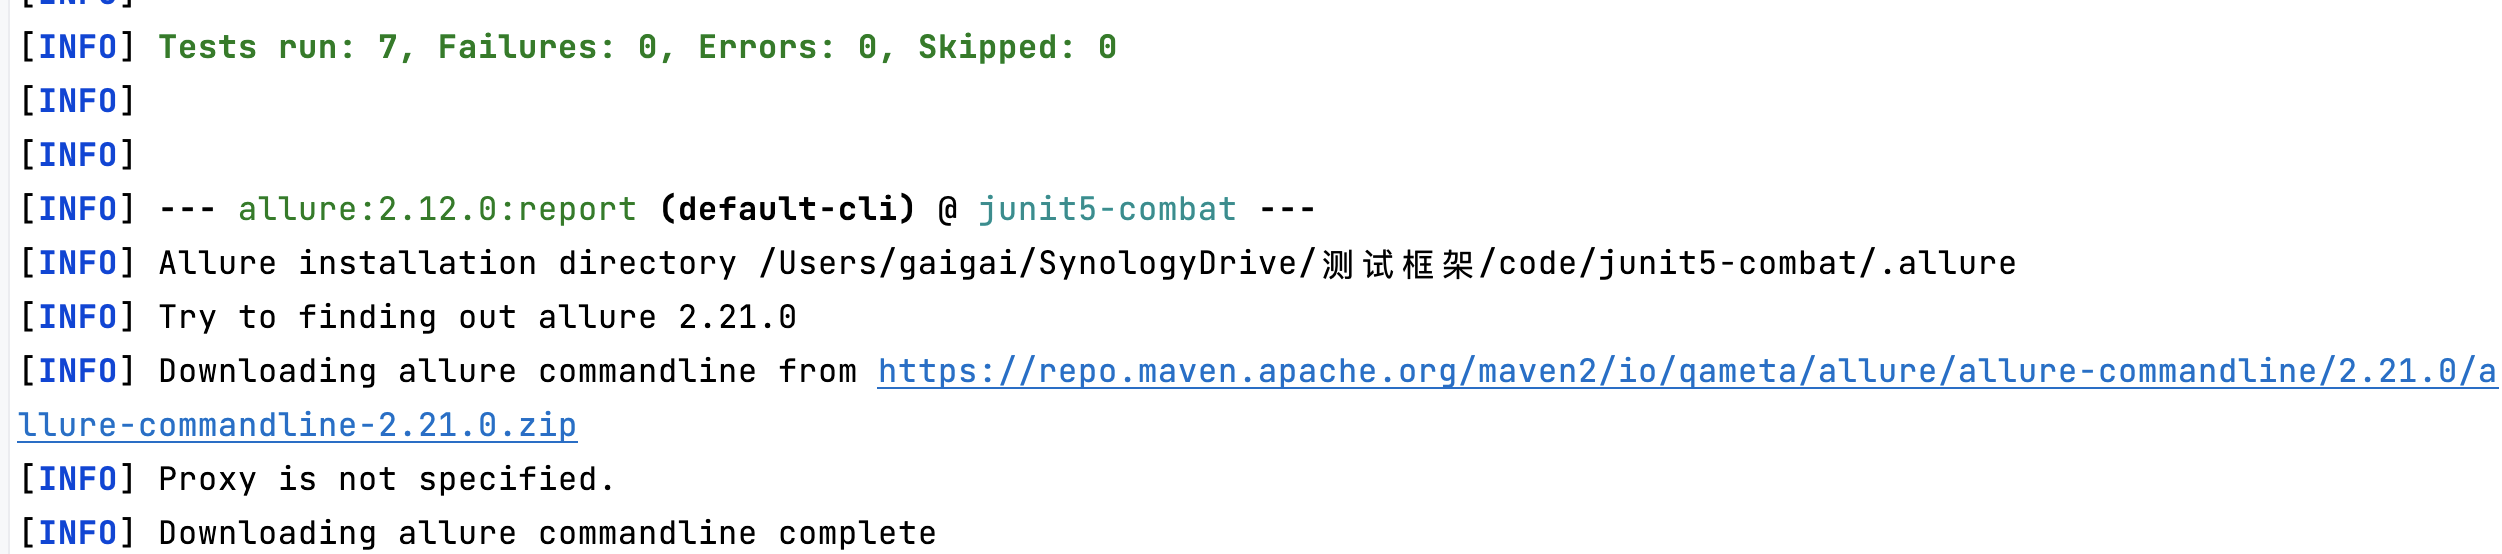 [INFO]
[INFO] Tests run: 7, Failures: 0, Errors: 0, Skipped: 0
[INFO]
[INFO]
[INFO] --- allure:2.12.0:report (default-cli) @ junit5-combat ---
[INFO] Allure installation directory /Users/gaigai/SynologyDrive/测试框架/code/junit5-combat/.allure
[INFO] Try to finding out allure 2.21.0
[INFO] Downloading allure commandline from https://repo.maven.apache.org/maven2/io/qameta/allure/allure-commandline/2.21.0/a
llure-commandline-2.21.0.zip
[INFO] Proxy is not specified.
[INFO] Downloading allure commandline complete